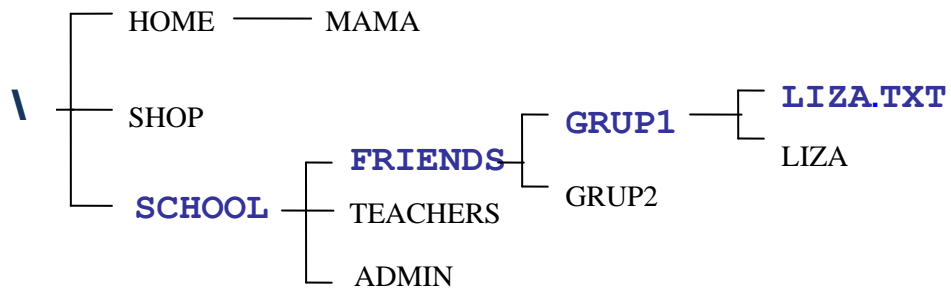 HOME MAMA
\ SHOP
SCHOOL
FRIENDS
TEACHERS
ADMIN
GRUP1
GRUP2
LIZA.TXT
LIZA